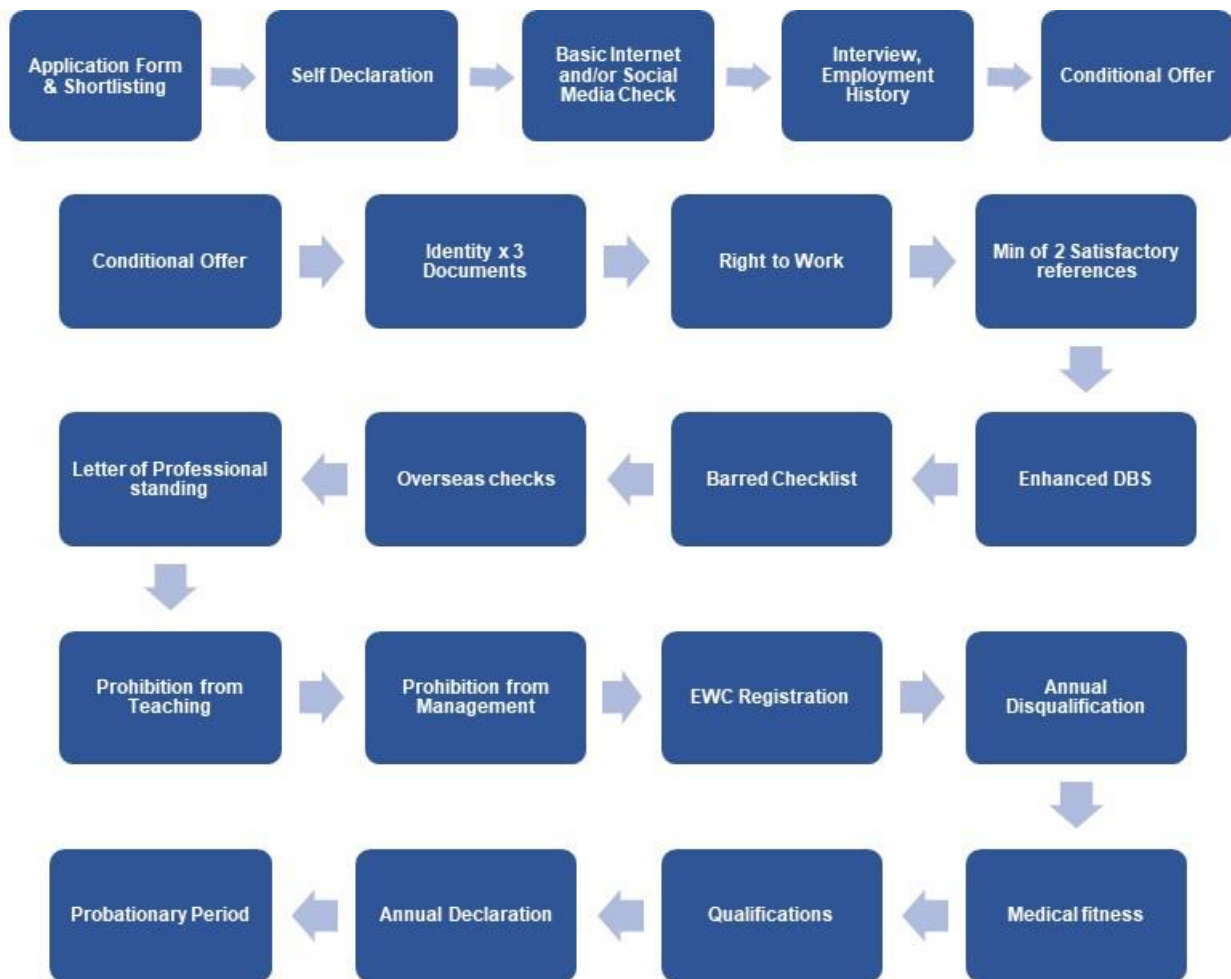 Application Form
& Shortlisting
Self Declaration
Basic Internet
and/or Social
Media Check
Interview,
Employment
History
Conditional Offer
Conditional Offer
Identity x 3
Documents
Right to Work
Min of 2 Satisfactory
references
Enhanced DBS
Barred Checklist
Overseas checks
Letter of Professional
standing
Prohibition from
Teaching
Prohibition from
Management
EWC Registration
Annual
Disqualification
Medical fitness
Qualifications
Annual Declaration
Probationary Period